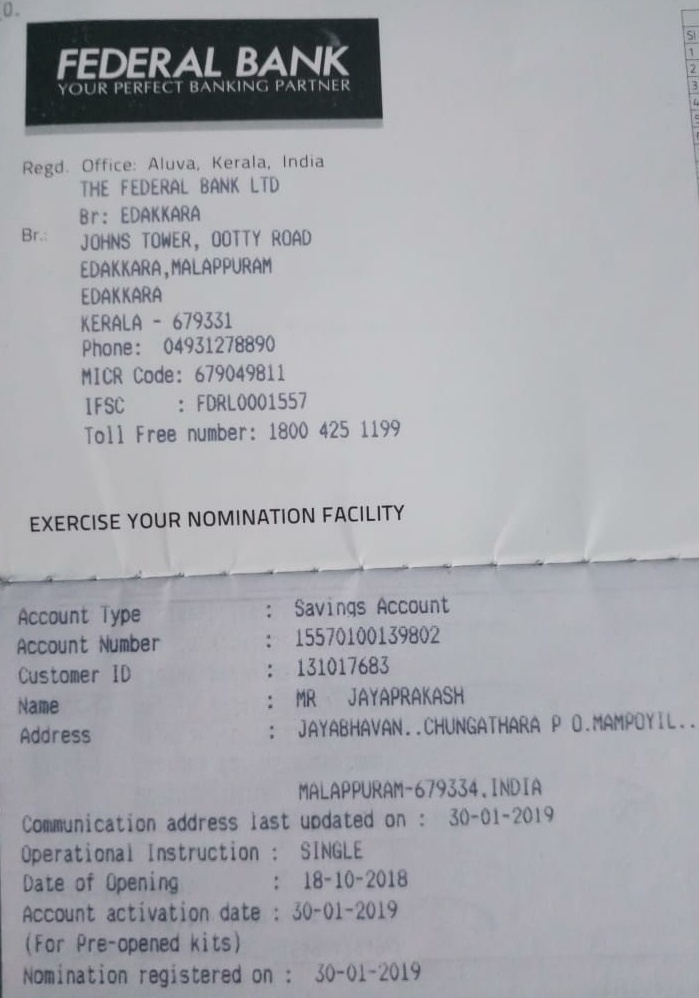 0.
FEDERAL BANK
YOUR PERFECT BANKING PARTNER
Regd. Office: Aluva, Kerala, India
THE FEDERAL BANK LTD
Br: EDAKKARA
Br.: JOHNS TOWER, OOTTY ROAD
EDAKKARA,MALAPPURAM
EDAKKARA
KERALA - 679331
Phone: 04931278890
MICR Code: 679049811
IFSC : FDRL0001557
Toll Free number: 1800 425 1199
EXERCISE YOUR NOMINATION FACILITY
Sl
1
2
3
Account Type : Savings Account
Account Number : 15570100139802
Customer ID : 131017683
Name : MR JAYAPRAKASH
Address : JAYABHAVAN..CHUNGATHARA P O.MAMPOYIL..
MALAPPURAM-679334.INDIA
Communication address last updated on : 30-01-2019
Operational Instruction : SINGLE
Date of Opening : 18-10-2018
Account activation date : 30-01-2019
(For Pre-opened kits)
Nomination registered on : 30-01-2019